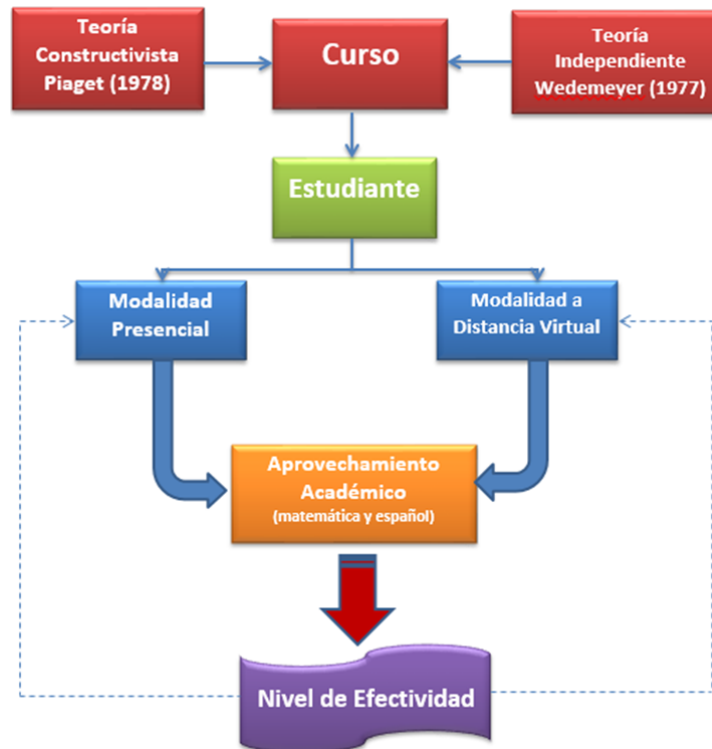 Teoría
Constructivista
Piaget (1978)
Curso
Teoría
Independiente
Wedemeyer (1977)
Estudiante
Modalidad
Presencial
Modalidad a
Distancia Virtual
Aprovechamiento
Académico
(matemática y español)
Nivel de Efectividad